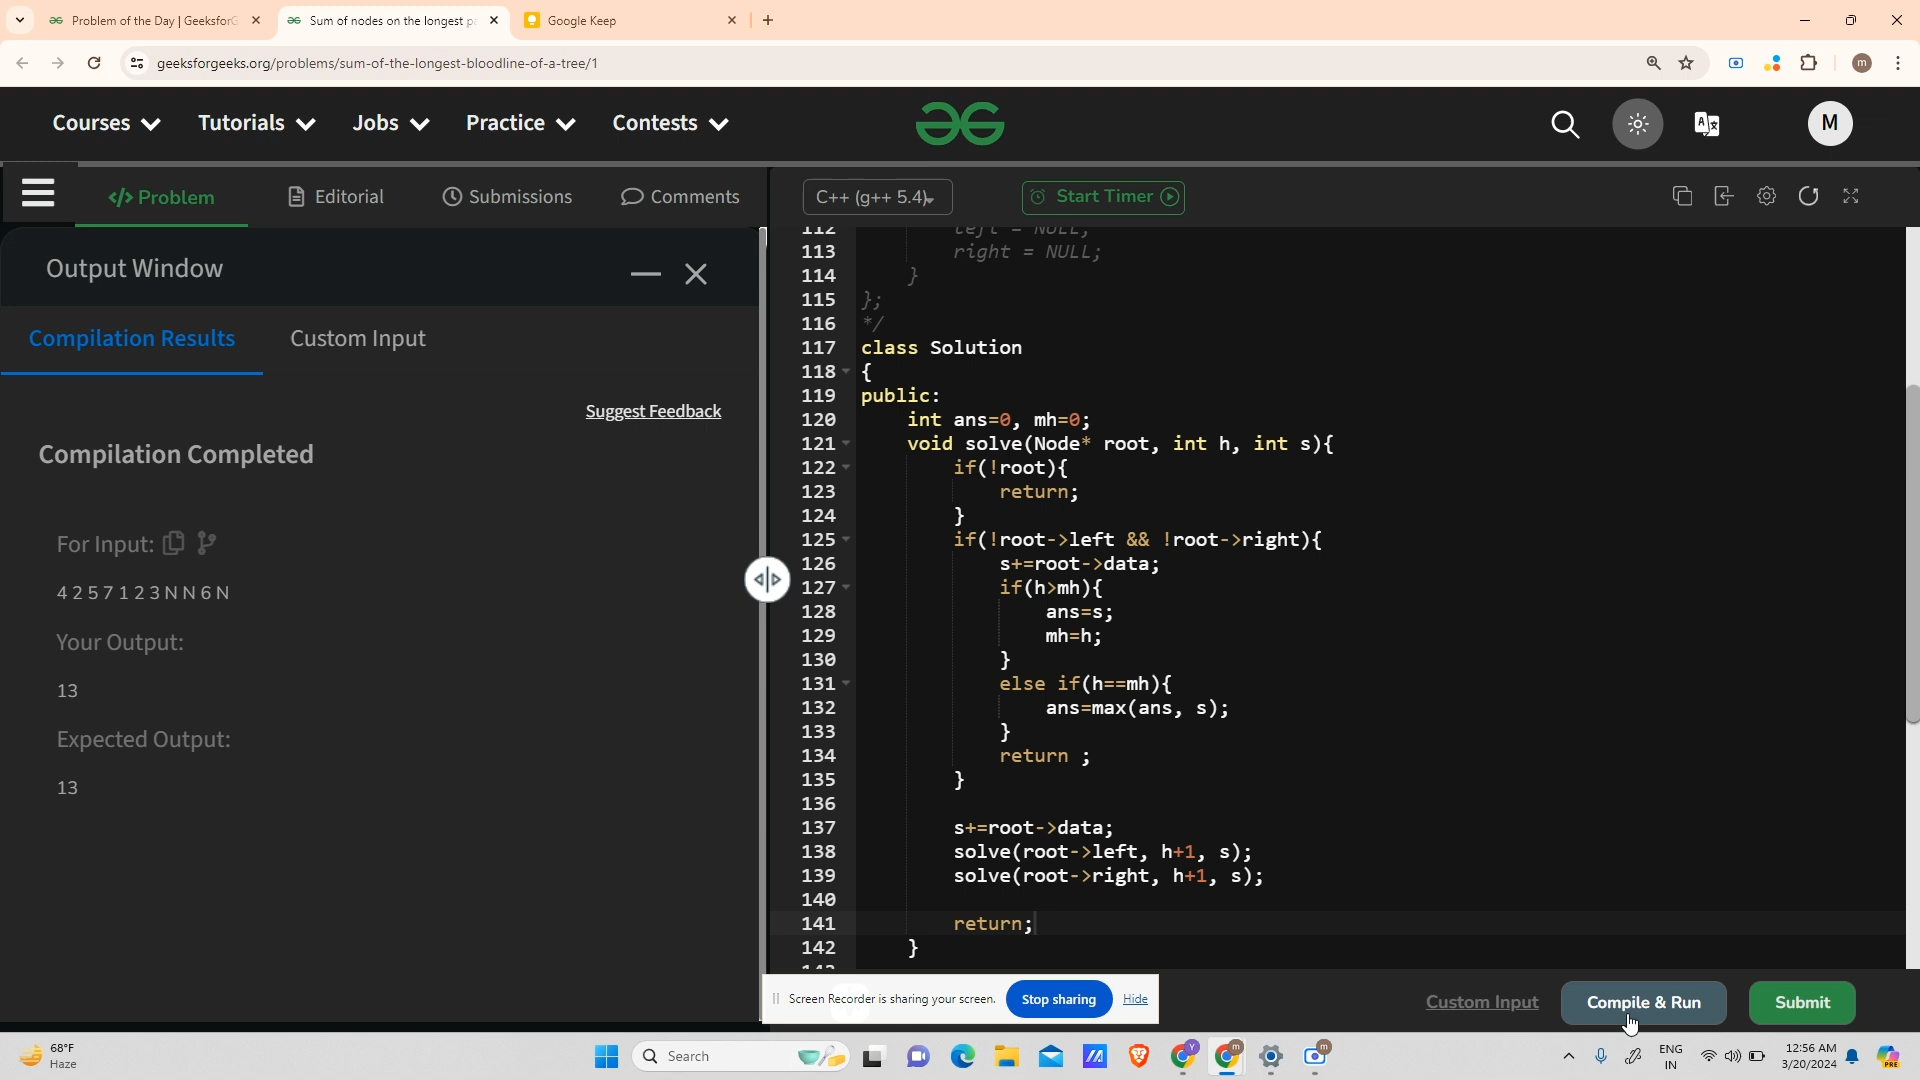 Problem of the Day | GeeksforG
Sum of nodes on the longest pa
Google Keep
geeksforgeeks.org/problems/sum-of-the-longest-bloodline-of-a-tree/1
m
Courses
Tutorials
Jobs
Practice
Contests
M
</> Problem
Editorial
Submissions
Comments
C++ (g++ 5.4)
Start Timer
Output Window
Compilation Results
Custom Input
Suggest Feedback
Compilation Completed
For Input:
4 2 5 7 1 2 3 N N 6 N
Your Output:
13
Expected Output:
13
112 left = NULL;
113 right = NULL;
114 }
115 };
116 */
117 class Solution
118 {
119 public:
120 int ans=0, mh=0;
121 void solve(Node* root, int h, int s){
122 if(!root){
123 return;
124 }
125 if(!root->left && !root->right){
126 s+=root->data;
127 if(h>mh){
128 ans=s;
129 mh=h;
130 }
131 else if(h==mh){
132 ans=max(ans, s);
133 }
134 return ;
135 }
136
137 s+=root->data;
138 solve(root->left, h+1, s);
139 solve(root->right, h+1, s);
140
141 return;
142 }
143
Screen Recorder is sharing your screen.
Stop sharing
Hide
Custom Input
Compile & Run
Submit
68°F
Haze
Search
ENG
IN
12:56 AM
3/20/2024